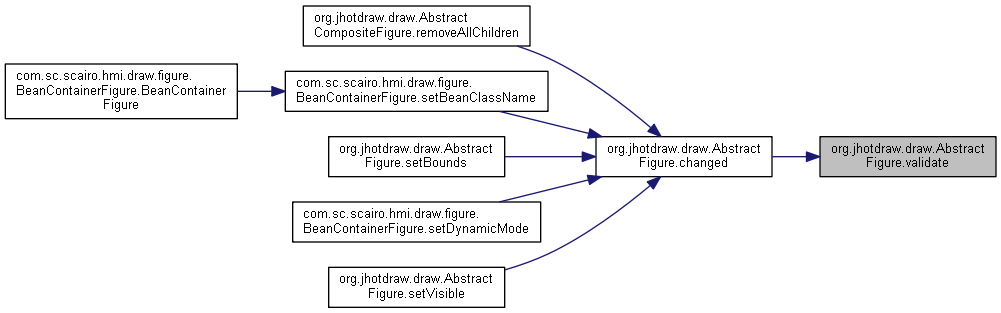 org.jhotdraw.draw.Abstract
CompositeFigure.removeAllChildren
com.sc.scairo.hmi.draw.figure.
BeanContainerFigure.BeanContainer
Figure
com.sc.scairo.hmi.draw.figure.
BeanContainerFigure.setBeanClassName
org.jhotdraw.draw.Abstract
Figure.setBounds
org.jhotdraw.draw.Abstract
Figure.changed
org.jhotdraw.draw.Abstract
Figure.validate
com.sc.scairo.hmi.draw.figure.
BeanContainerFigure.setDynamicMode
org.jhotdraw.draw.Abstract
Figure.setVisible